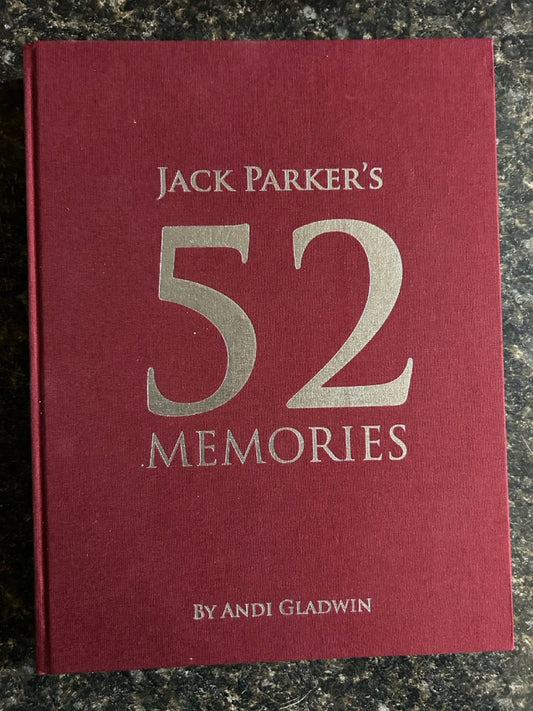 JACK PARKER'S
52
MEMORIES
BY ANDI GLADWIN